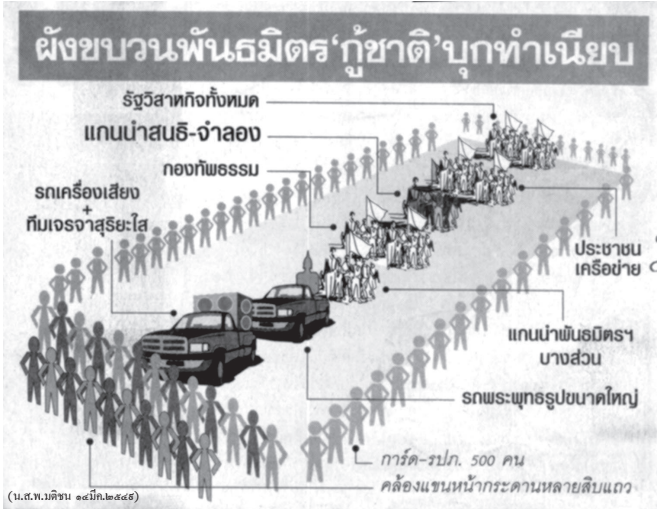 ผังขบวนพันธมิตร‘กู้ชาติ’บุกทำเนียบ
รัฐวิสาหกิจทั้งหมด
แกนนำสนธิ-จำลอง
กองทัพธรรม
รถเครื่องเสียง
+
ทีมเจรจาสุริยะใส
ประชาชน
เครือข่าย
แกนนำพันธมิตรฯ
บางส่วน
รถพระพุทธรูปขนาดใหญ่
การ์ด-รปภ. 500 คน
คล้องแขนหน้ากระดานหลายสิบแถว
(น.ส.พ.มติชน ๑๔มีค.๒๕๔๙)